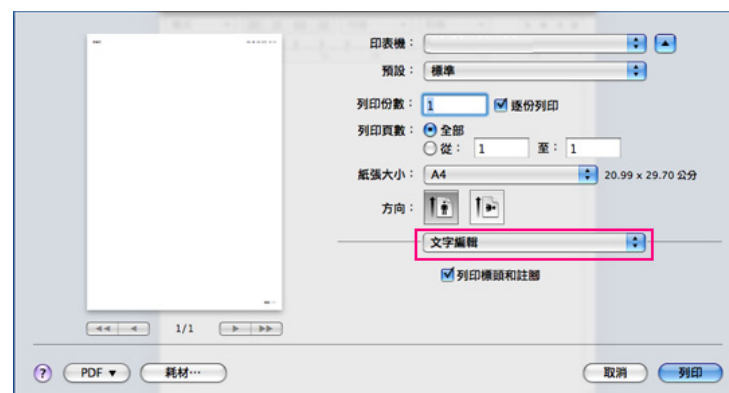 印表機：
預設： 標準
列印份數： 1 逐份列印
列印頁數： 全部
從： 1 至： 1
紙張大小： A4 20.99 x 29.70 公分
方向：
文字編輯
列印標頭和註腳
1/1
? PDF ▼ 耗材⋯ 取消 列印